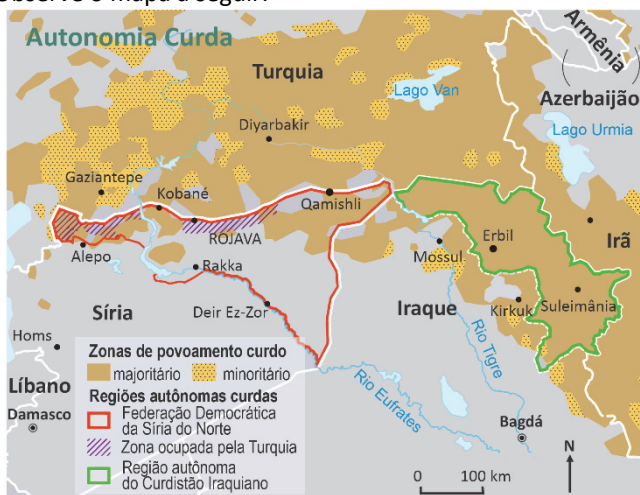 Observe o mapa a seguir.
Autonomia Curda
Armênia
Turquia
Azerbaijão
Lago Van
Lago Urmia
Diyarbakir
Gaziantepe
Kobané
Qamishli
ROJAVA
Alepo
Rakka
Mossul
Erbil
Irã
Síria
Deir Ez-Zor
Iraque
Kirkuk
Suleimânia
Homs
Rio Tigre
Líbano
Damasco
Rio Eufrates
Bagdá
Zonas de povoamento curdo
majoritário
minoritário
Regiões autônomas curdas
Federação Democrática
da Síria do Norte
Zona ocupada pela Turquia
Região autônoma
do Curdistão Iraquiano
N
0 100 km